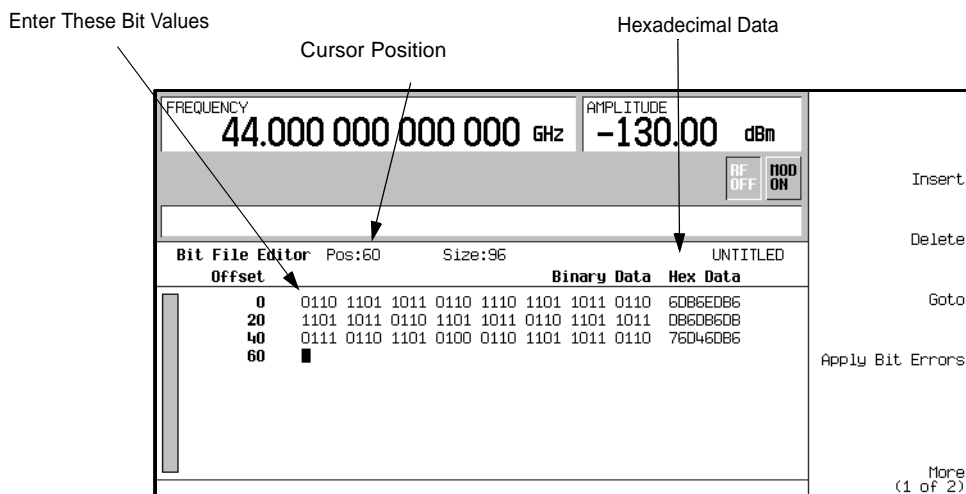 Enter These Bit Values
Cursor Position
Hexadecimal Data
FREQUENCY
44.000 000 000 000 GHz
AMPLITUDE
-130.00 dBm
RF OFF
MOD ON
Insert
Delete
Bit File Editor Pos:60 Size:96 UNTITLED
Offset Binary Data Hex Data
0 0110 1101 1011 0110 1110 1101 1011 0110 6DB6EDB6
20 1101 1011 0110 1101 1011 0110 1101 1011 DB6DB6DB
40 0111 0110 1101 0100 0110 1101 1011 0110 76D46DB6
60
Goto
Apply Bit Errors
More
(1 of 2)